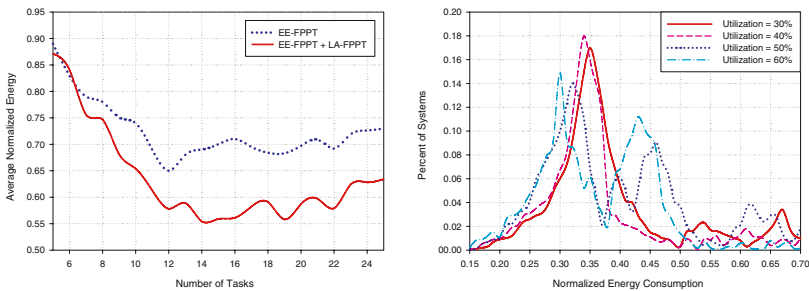 0.95
0.90
0.85
0.80
0.75
0.70
0.65
0.60
0.55
0.50
Average Normalized Energy
EE-FPPT
EE-FPPT + LA-FPPT
6 8 10 12 14 16 18 20 22 24
Number of Tasks
0.20
0.18
0.16
0.14
0.12
0.10
0.08
0.06
0.04
0.02
00.00
Percent of Systems
Utilization = 30%
Utilization = 40%
Utilization = 50%
Utilization = 60%
0.15 0.20 0.25 0.30 0.35 0.40 0.45 0.50 0.55 0.60 0.65 0.70
Normalized Energy Consumption